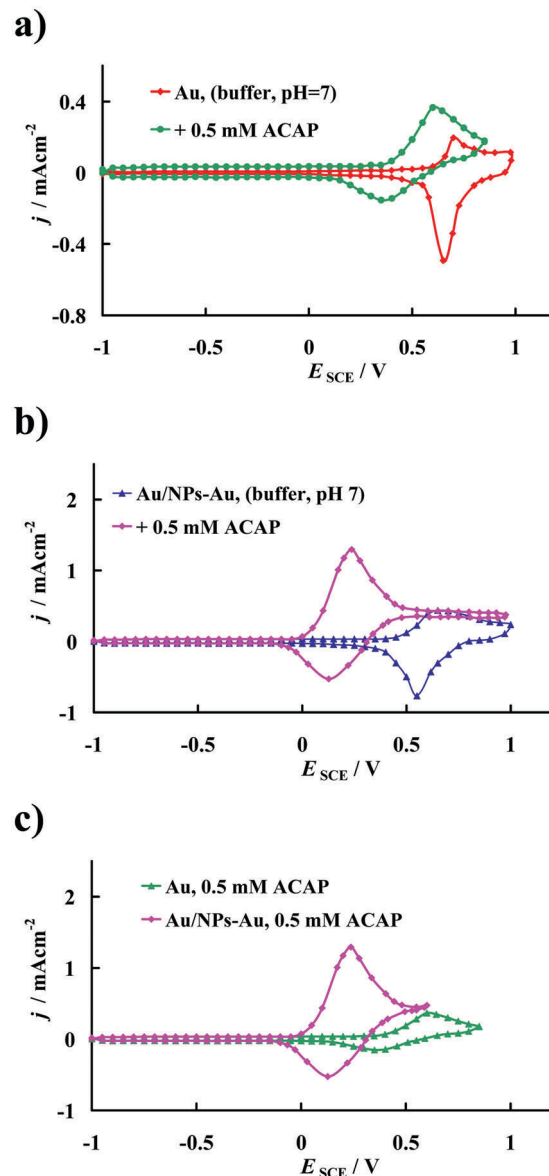 a)
Au, (buffer, pH=7)
+ 0.5 mM ACAP
j / mAcm-2
0.4
0
-0.4
-0.8
-1
-0.5
0
0.5
1
E SCE / V
b)
Au/NPs-Au, (buffer, pH 7)
+ 0.5 mM ACAP
j / mAcm-2
2
1
0
-1
-1
-0.5
0
0.5
1
E SCE / V
c)
Au, 0.5 mM ACAP
Au/NPs-Au, 0.5 mM ACAP
j / mAcm-2
2
1
0
-1
-1
-0.5
0
0.5
1
E SCE / V